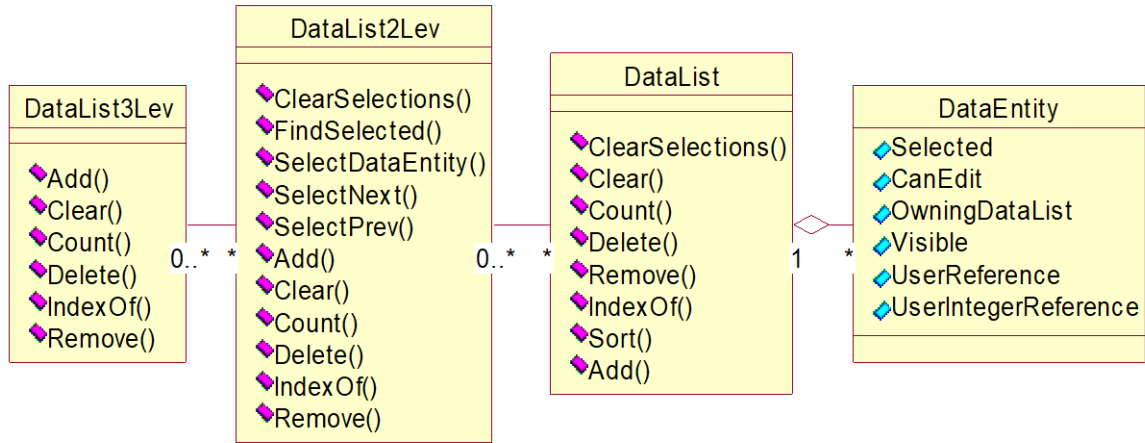 DataList3Lev
Add()
Clear()
Count()
Delete()
IndexOf()
Remove()
0..* *
DataList2Lev
ClearSelections()
FindSelected()
SelectDataEntity()
SelectNext()
SelectPrev()
Add()
Clear()
Count()
Delete()
IndexOf()
Remove()
0..* *
DataList
ClearSelections()
Clear()
Count()
Delete()
Remove()
IndexOf()
Sort()
Add()
1 *
DataEntity
Selected
CanEdit
OwningDataList
Visible
UserReference
UserIntegerReference